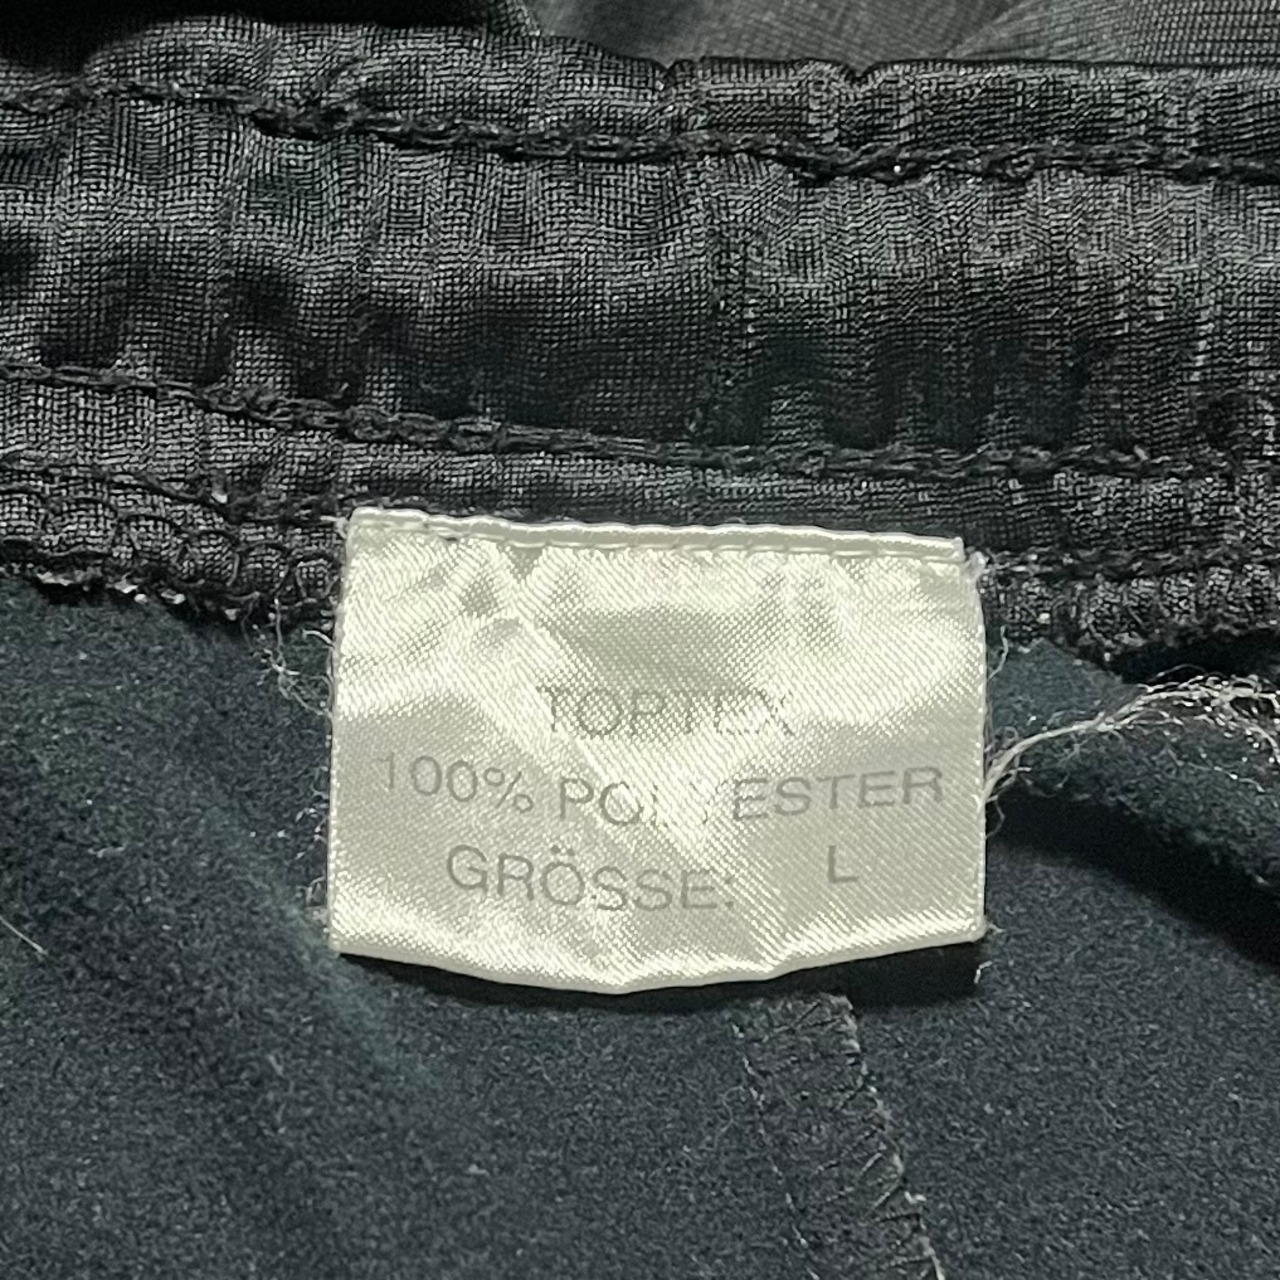 TOPTEX
100% POLYESTER
GRÖSSE: L